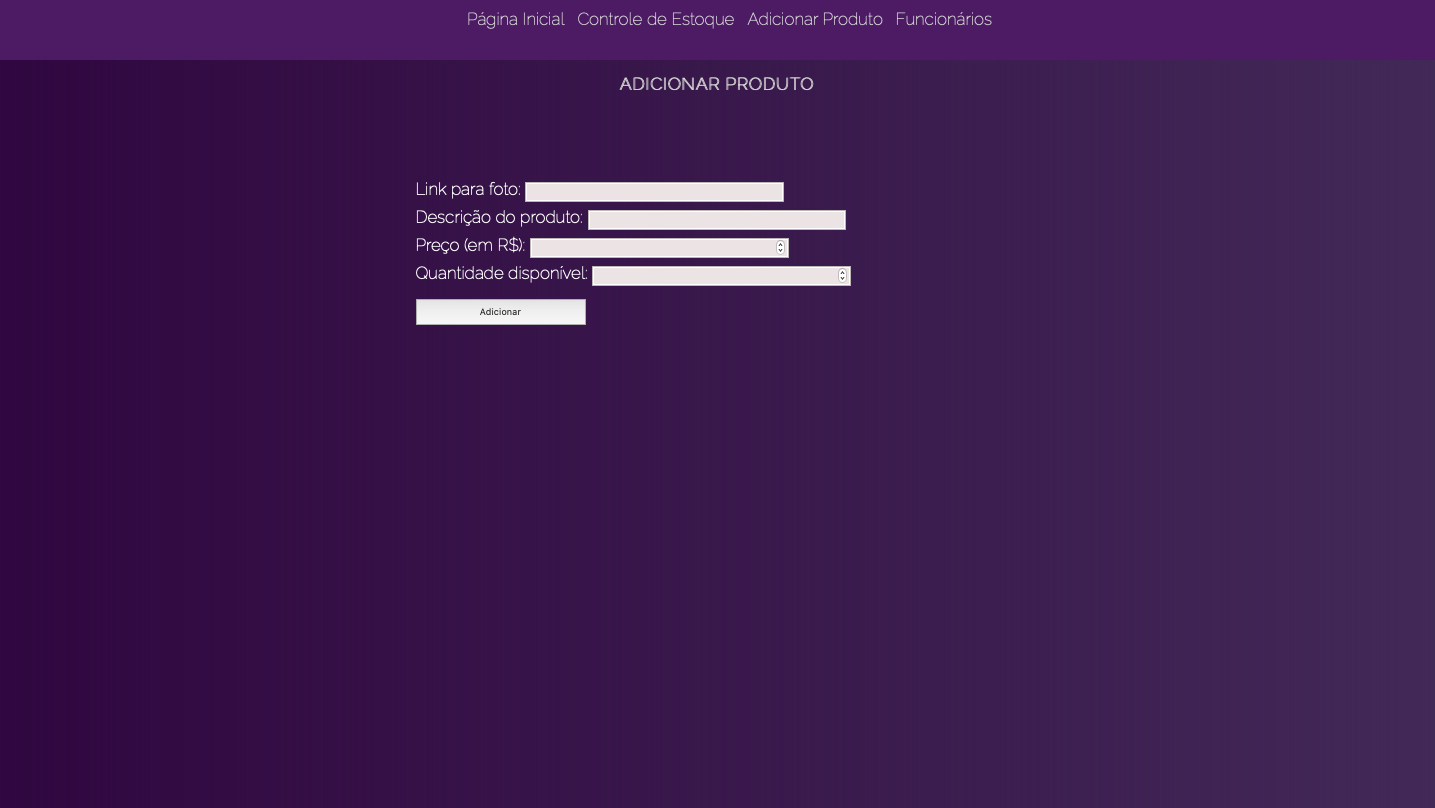 Página Inicial Controle de Estoque Adicionar Produto Funcionários
ADICIONAR PRODUTO
Link para foto:
Descrição do produto:
Preço (em R$):
Quantidade disponível:
Adicionar